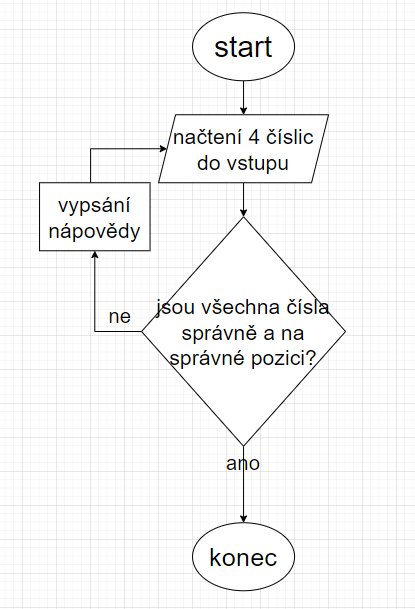 start
načtení 4 číslic
do vstupu
vypsání
nápovědy
jsou všechna čísla
správně a na
správné pozici?
ne
ano
konec